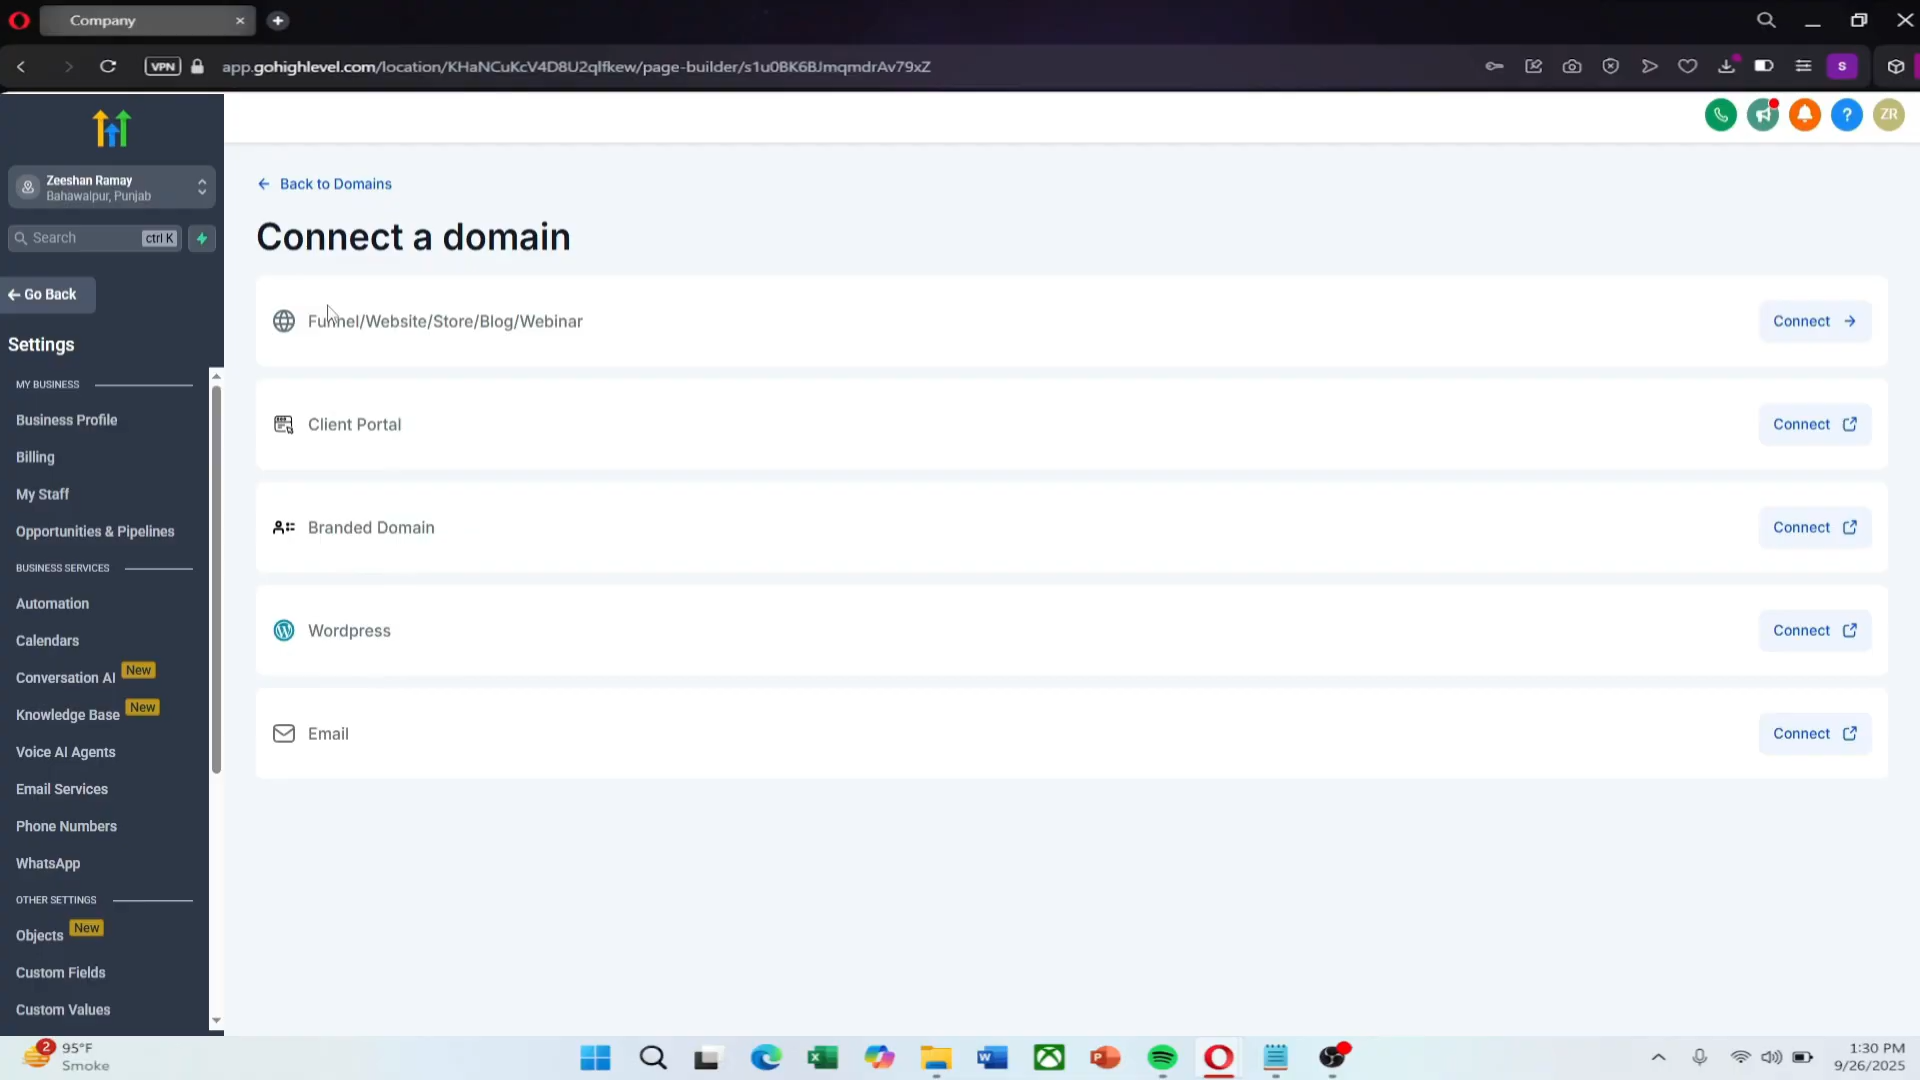 Company
VPN
app.gohighlevel.com/location/KHaNCuKcV4D8U2qlfkew/page-builder/s1u0BK6BJmqmdrAv79xZ
S
Zeeshan Ramay
Bahawalpur, Punjab
Search
ctrl K
Go Back
Settings
MY BUSINESS
Business Profile
Billing
My Staff
Opportunities & Pipelines
BUSINESS SERVICES
Automation
Calendars
Conversation AI New
Knowledge Base New
Voice AI Agents
Email Services
Phone Numbers
WhatsApp
OTHER SETTINGS
Objects New
Custom Fields
Custom Values
?
ZR
Back to Domains
Connect a domain
Funnel/Website/Store/Blog/Webinar
Connect
Client Portal
Connect
Branded Domain
Connect
Wordpress
Connect
Email
Connect
2
95°F
Smoke
1:30 PM
9/26/2025